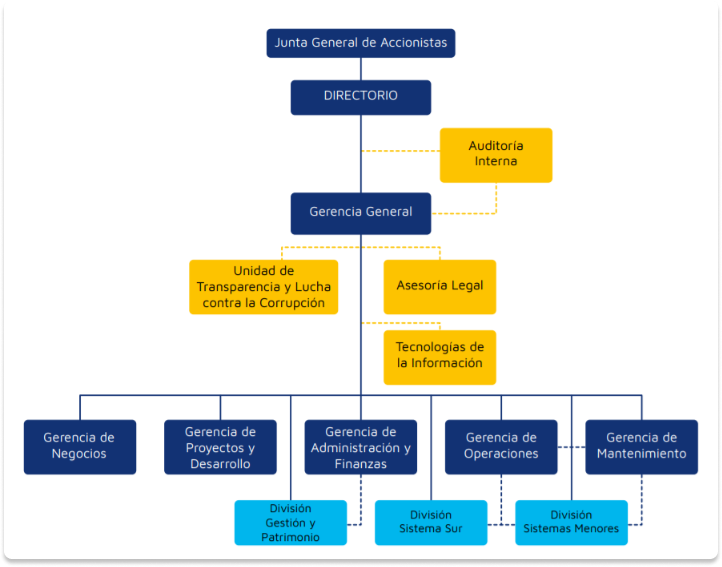 Junta General de Accionistas
DIRECTORIO
Auditoría
Interna
Gerencia General
Unidad de
Transparencia y Lucha
contra la Corrupción
Asesoría Legal
Tecnologías de
la Información
Gerencia de
Negocios
Gerencia de
Proyectos y
Desarrollo
Gerencia de
Administración y
Finanzas
Gerencia de
Operaciones
Gerencia de
Mantenimiento
División
Gestión y
Patrimonio
División
Sistema Sur
División
Sistemas Menores